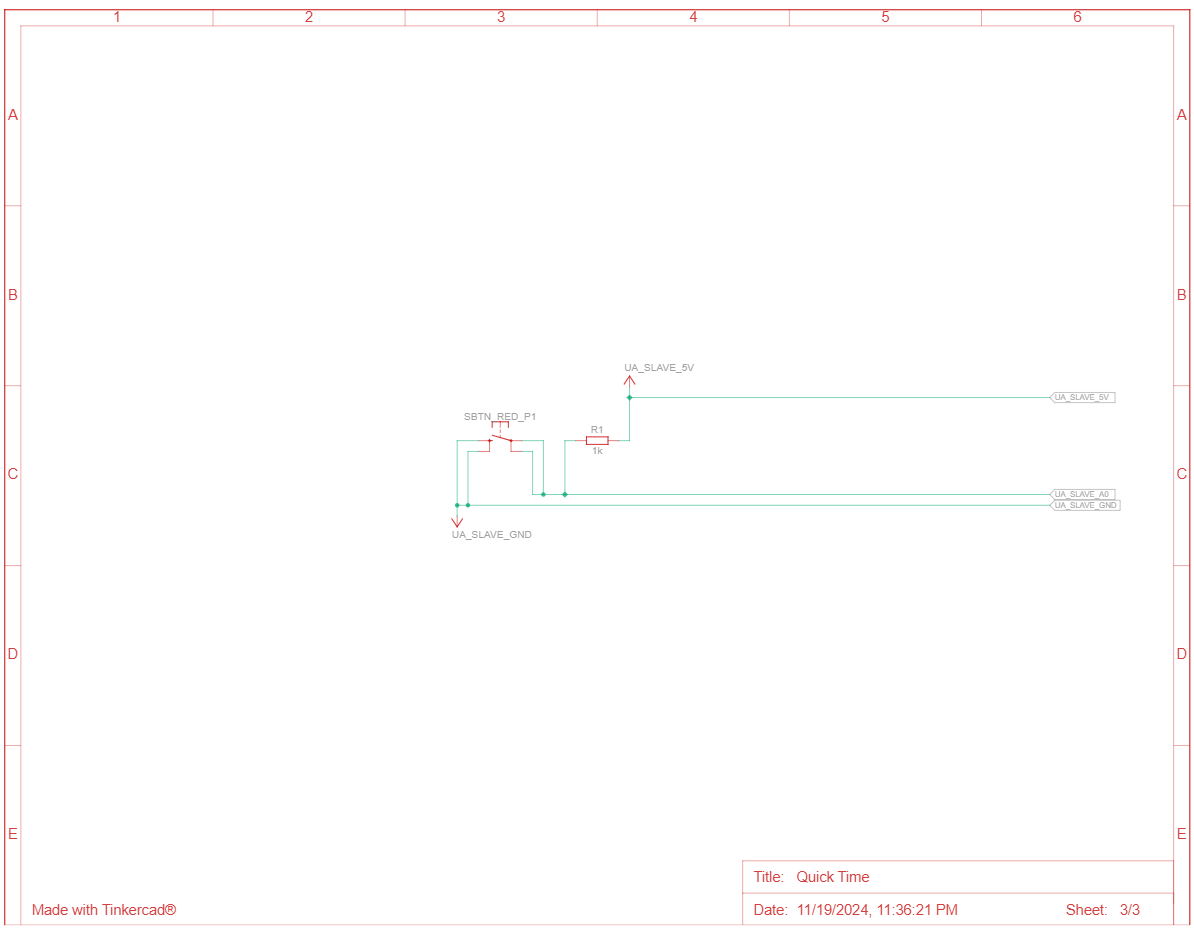 1 2 3 4 5 6
A A
B B
UA_SLAVE_5V
UA_SLAVE_5V
SBTN_RED_P1
R1
1k
C C
UA_SLAVE_A0
UA_SLAVE_GND
UA_SLAVE_GND
D D
E E
Title: Quick Time
Made with Tinkercad®
Date: 11/19/2024, 11:36:21 PM Sheet: 3/3